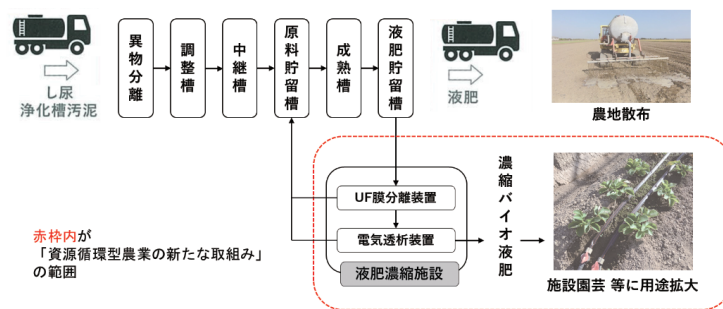 し尿
浄化槽汚泥
異物分離
調整槽
中継槽
原料貯留槽
成熟槽
液肥貯留槽
液肥
農地散布
UF膜分離装置
電気透析装置
液肥濃縮施設
濃縮バイオ液肥
施設園芸 等に用途拡大
赤枠内が
「資源循環型農業の新たな取組み」
の範囲